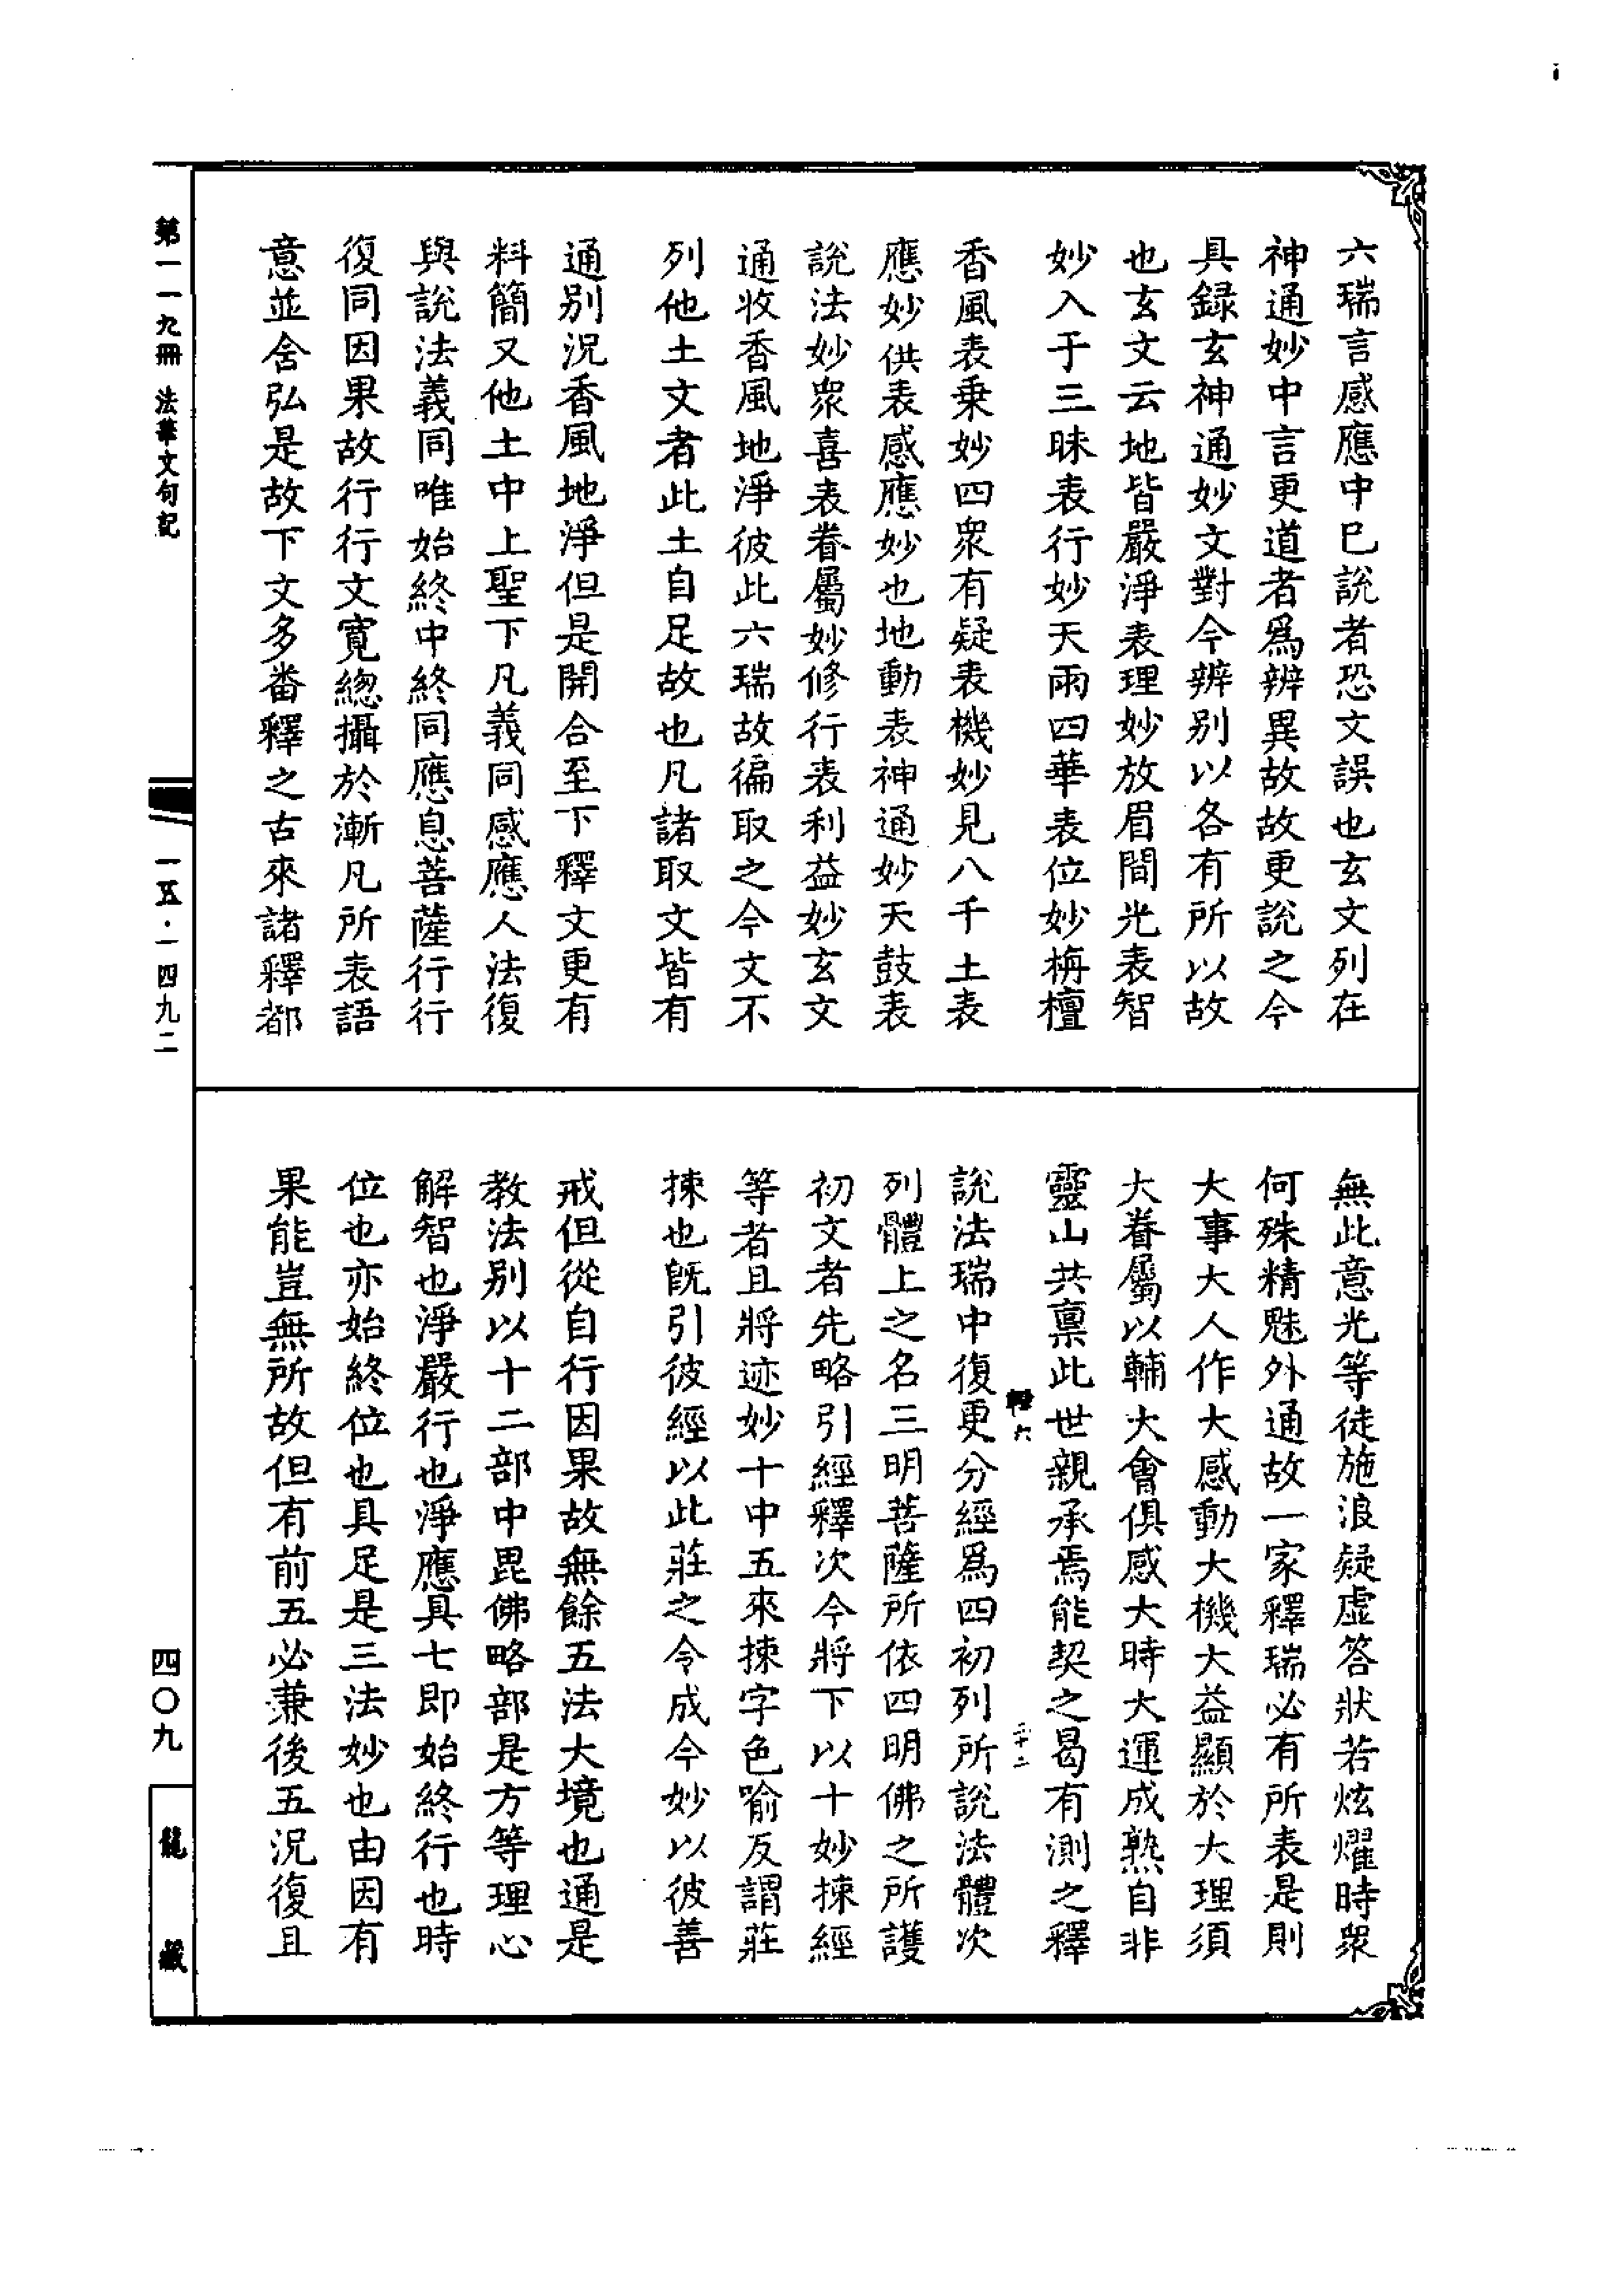 六瑞言感應中已說者恐文誤也玄文列在
神通妙中言更道者爲辨異故故更說之今
具録玄神通妙文對今辨別以各有所以故
也玄文云地皆嚴淨表理妙放眉間光表智
妙入于三昧表行妙天雨四華表位妙栴檀
香風表乗妙四衆有疑表機妙見八千土表
應妙供表感應妙也地動表神通妙天鼓表
說法妙衆喜表眷屬妙修行表利益妙玄文
通收香風地淨彼此六瑞故徧取之今文不
列他土文者此土自足故也凡諸取文皆有
通別況香風地淨但是開合至下釋文更有
料簡又他土中上聖下凡義同感應人法復
與說法義同唯始終中終同應息菩薩行行
復同因果故行行文寬總攝於漸凡所表語
意並含弘是故下文多番釋之古來諸釋都
無此意光等徒施浪疑虛答狀若炫燿時衆
何殊精魅外通故一家釋瑞必有所表是則
大事大人作大感動大機大益顯於大理須
大眷屬以輔大會俱感大時大運成熟自非
靈山共稟此世親承焉能契之曷有測之釋
說法瑞中復更分經爲四初列所說法體次
列體上之名三明菩薩所依四明佛之所護
初文者先略引經釋次今將下以十妙揀經
等者且將迹妙十中五來揀字色喻反謂莊
揀也旣引彼經以此莊之令成今妙以彼善
戒但從自行因果故無餘五法大境也通是
教法別以十二部中毘佛略部是方等理心
解智也淨嚴行也淨應具七即始終行也時
位也亦始終位也具足是三法妙也由因有
果能豈無所故但有前五必兼後五況復且
六
二十二
第一一九冊 法華文句記
一五·一四九二
四〇九
龍藏